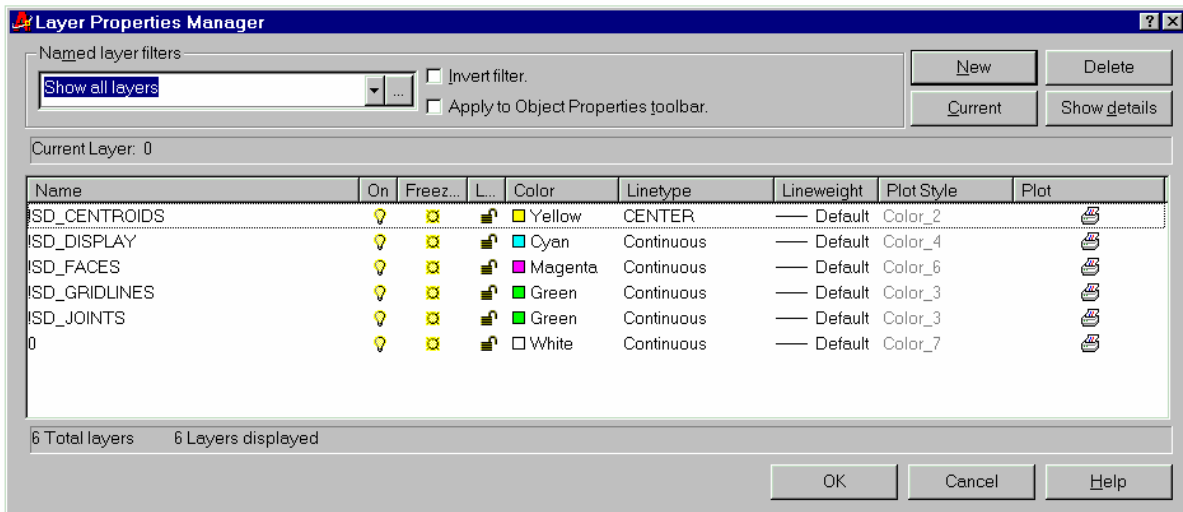 Layer Properties Manager
Named layer filters
Show all layers
...
Invert filter.
Apply to Object Properties toolbar.
New
Delete
Current
Show details
Current Layer: 0
Name On Freez... L... Color Linetype Lineweight Plot Style Plot
!SD_CENTROIDS Yellow CENTER Default Color_2
!SD_DISPLAY Cyan Continuous Default Color_4
!SD_FACES Magenta Continuous Default Color_6
!SD_GRIDLINES Green Continuous Default Color_3
!SD_JOINTS Green Continuous Default Color_3
0 White Continuous Default Color_7
6 Total layers 6 Layers displayed
OK Cancel Help